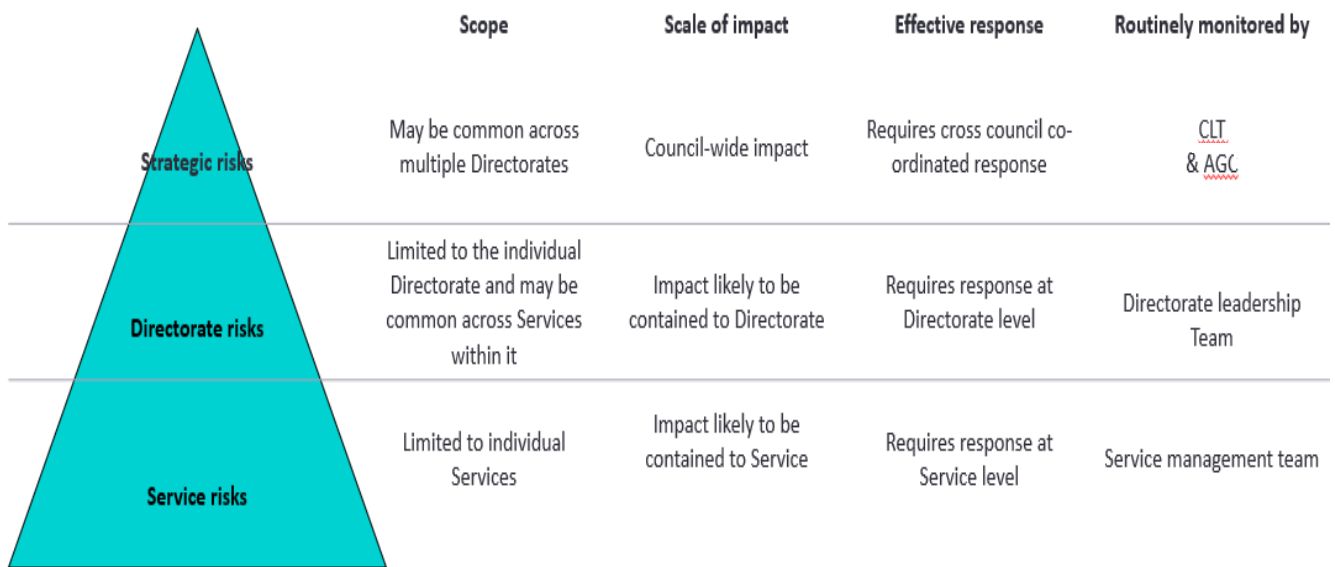 Scope
Scale of impact
Effective response
Routinely monitored by
Strategic risks
May be common across
multiple Directorates
Council-wide impact
Requires cross council co-
ordinated response
CLT
& AGC
Directorate risks
Limited to the individual
Directorate and may be
common across Services
within it
Impact likely to be
contained to Directorate
Requires response at
Directorate level
Directorate leadership
Team
Service risks
Limited to individual
Services
Impact likely to be
contained to Service
Requires response at
Service level
Service management team